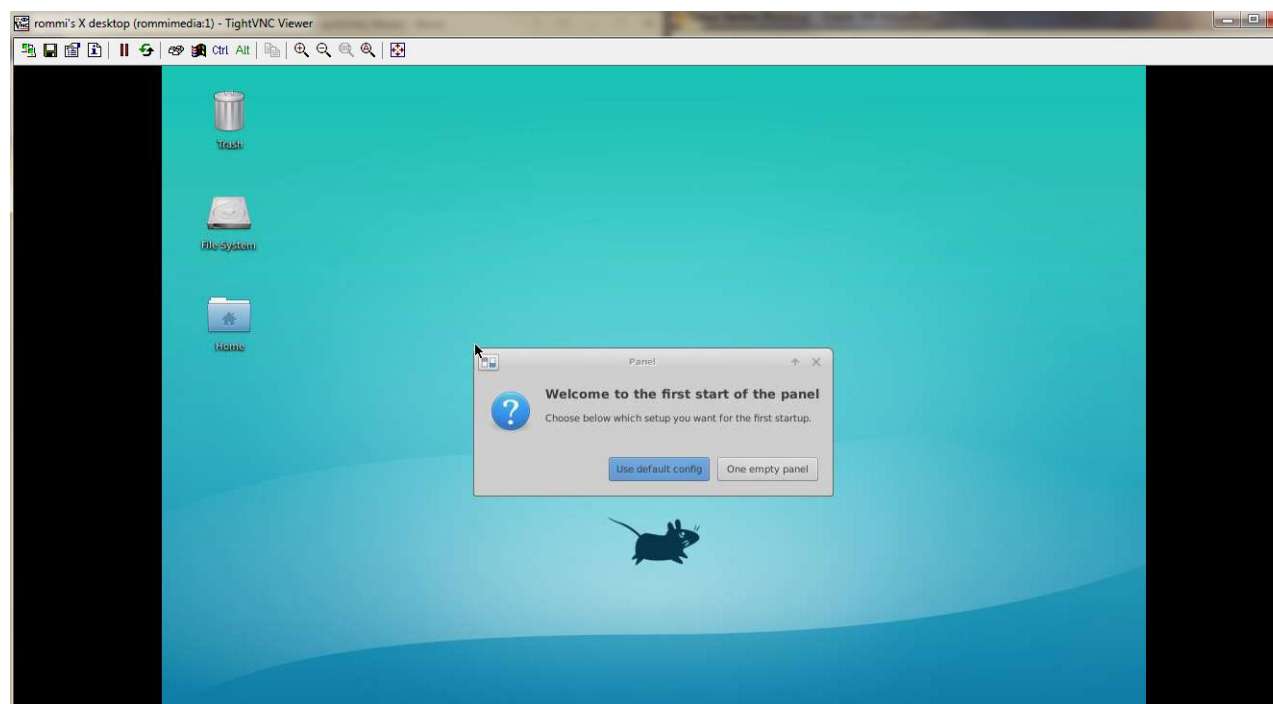 rommi's X desktop (rommimedia:1) - TightVNC Viewer
Ctrl Alt
Trash
File System
Home
Panel
Welcome to the first start of the panel
Choose below which setup you want for the first startup.
Use default config One empty panel